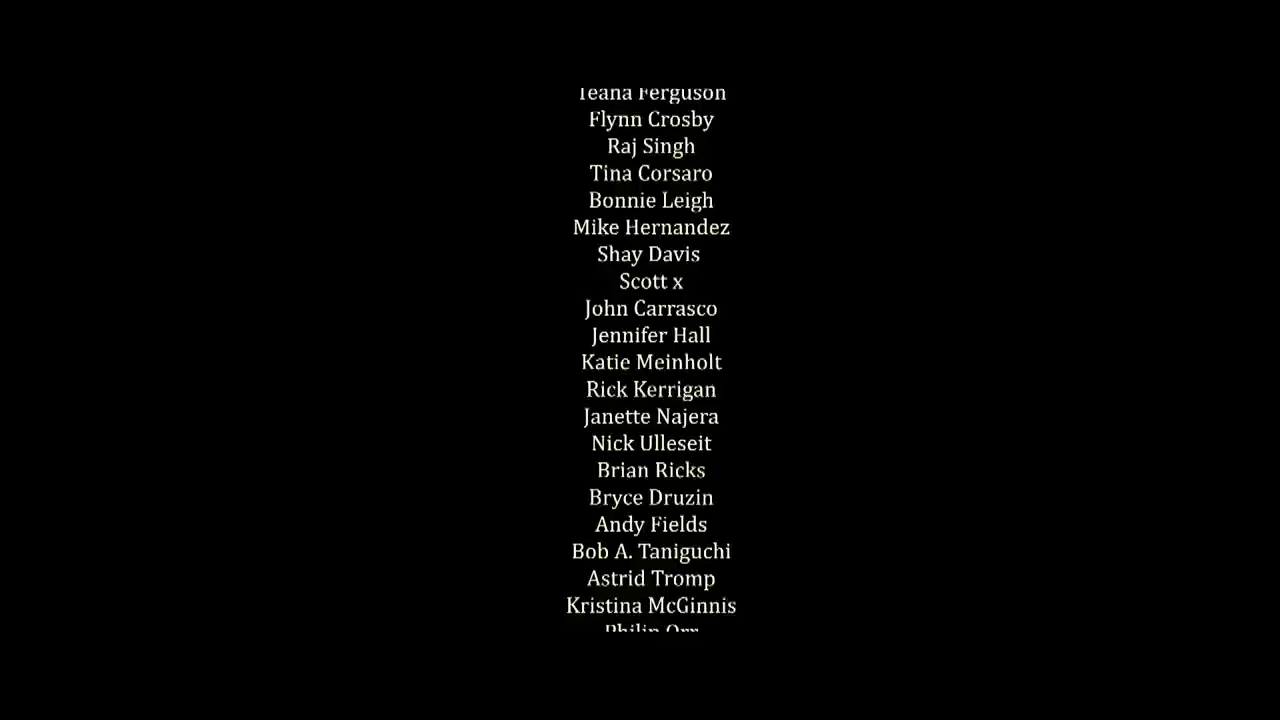 Ferguson
Flynn Crosby
Raj Singh
Tina Corsaro
Bonnie Leigh
Mike Hernandez
Shay Davis
Scott x
John Carrasco
Jennifer Hall
Katie Meinholt
Rick Kerrigan
Janette Najera
Nick Ulleseit
Brian Ricks
Bryce Druzin
Andy Fields
Bob A. Taniguchi
Astrid Tromp
Kristina McGinnis
Philip Orr